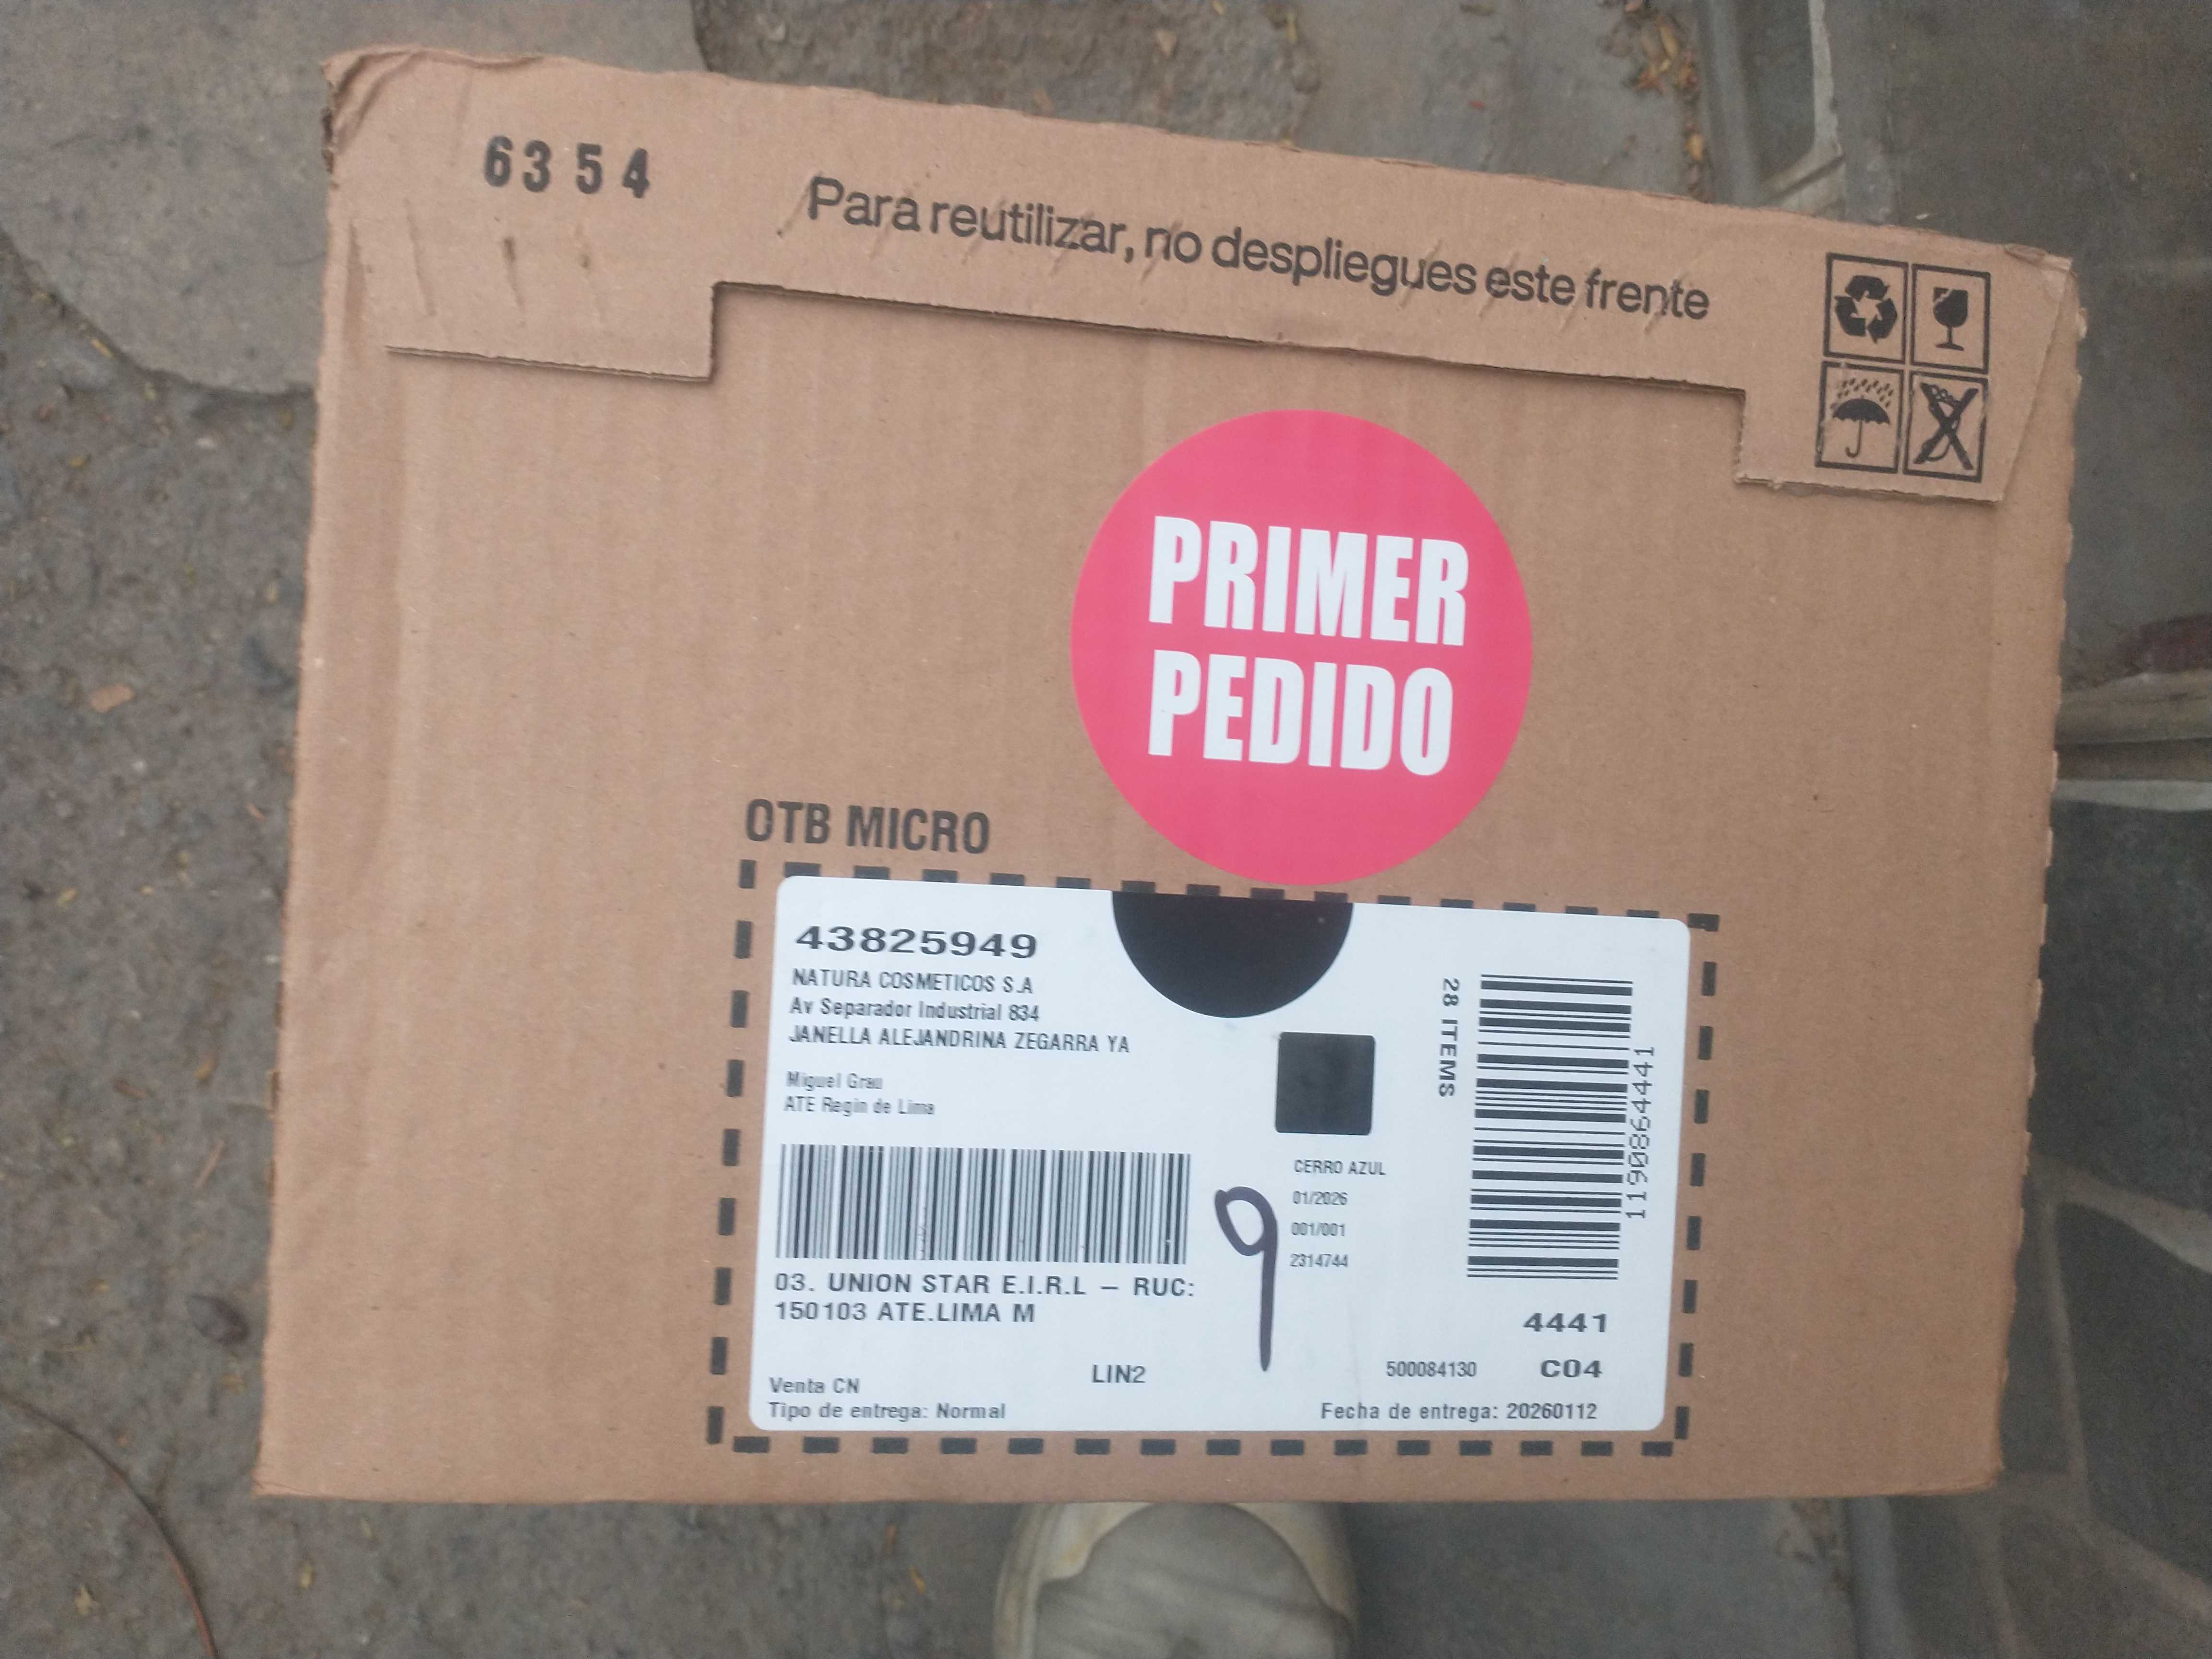 6354
Para reutilizar, no despliegues este frente
PRIMER
PEDIDO
OTB MICRO
43825949
NATURA COSMETICOS S.A
Av Separador Industrial 834
JANELLA ALEJANDRINA ZEGARRA YA
Miguel Grau
ATE Regin de Lima
28 ITEMS
1190864441
CERRO AZUL
01/2026
001/001
2314744
9
03. UNION STAR E.I.R.L – RUC:
150103 ATE.LIMA M
4441
LIN2
500084130 C04
Venta CN
Tipo de entrega: Normal
Fecha de entrega: 20260112